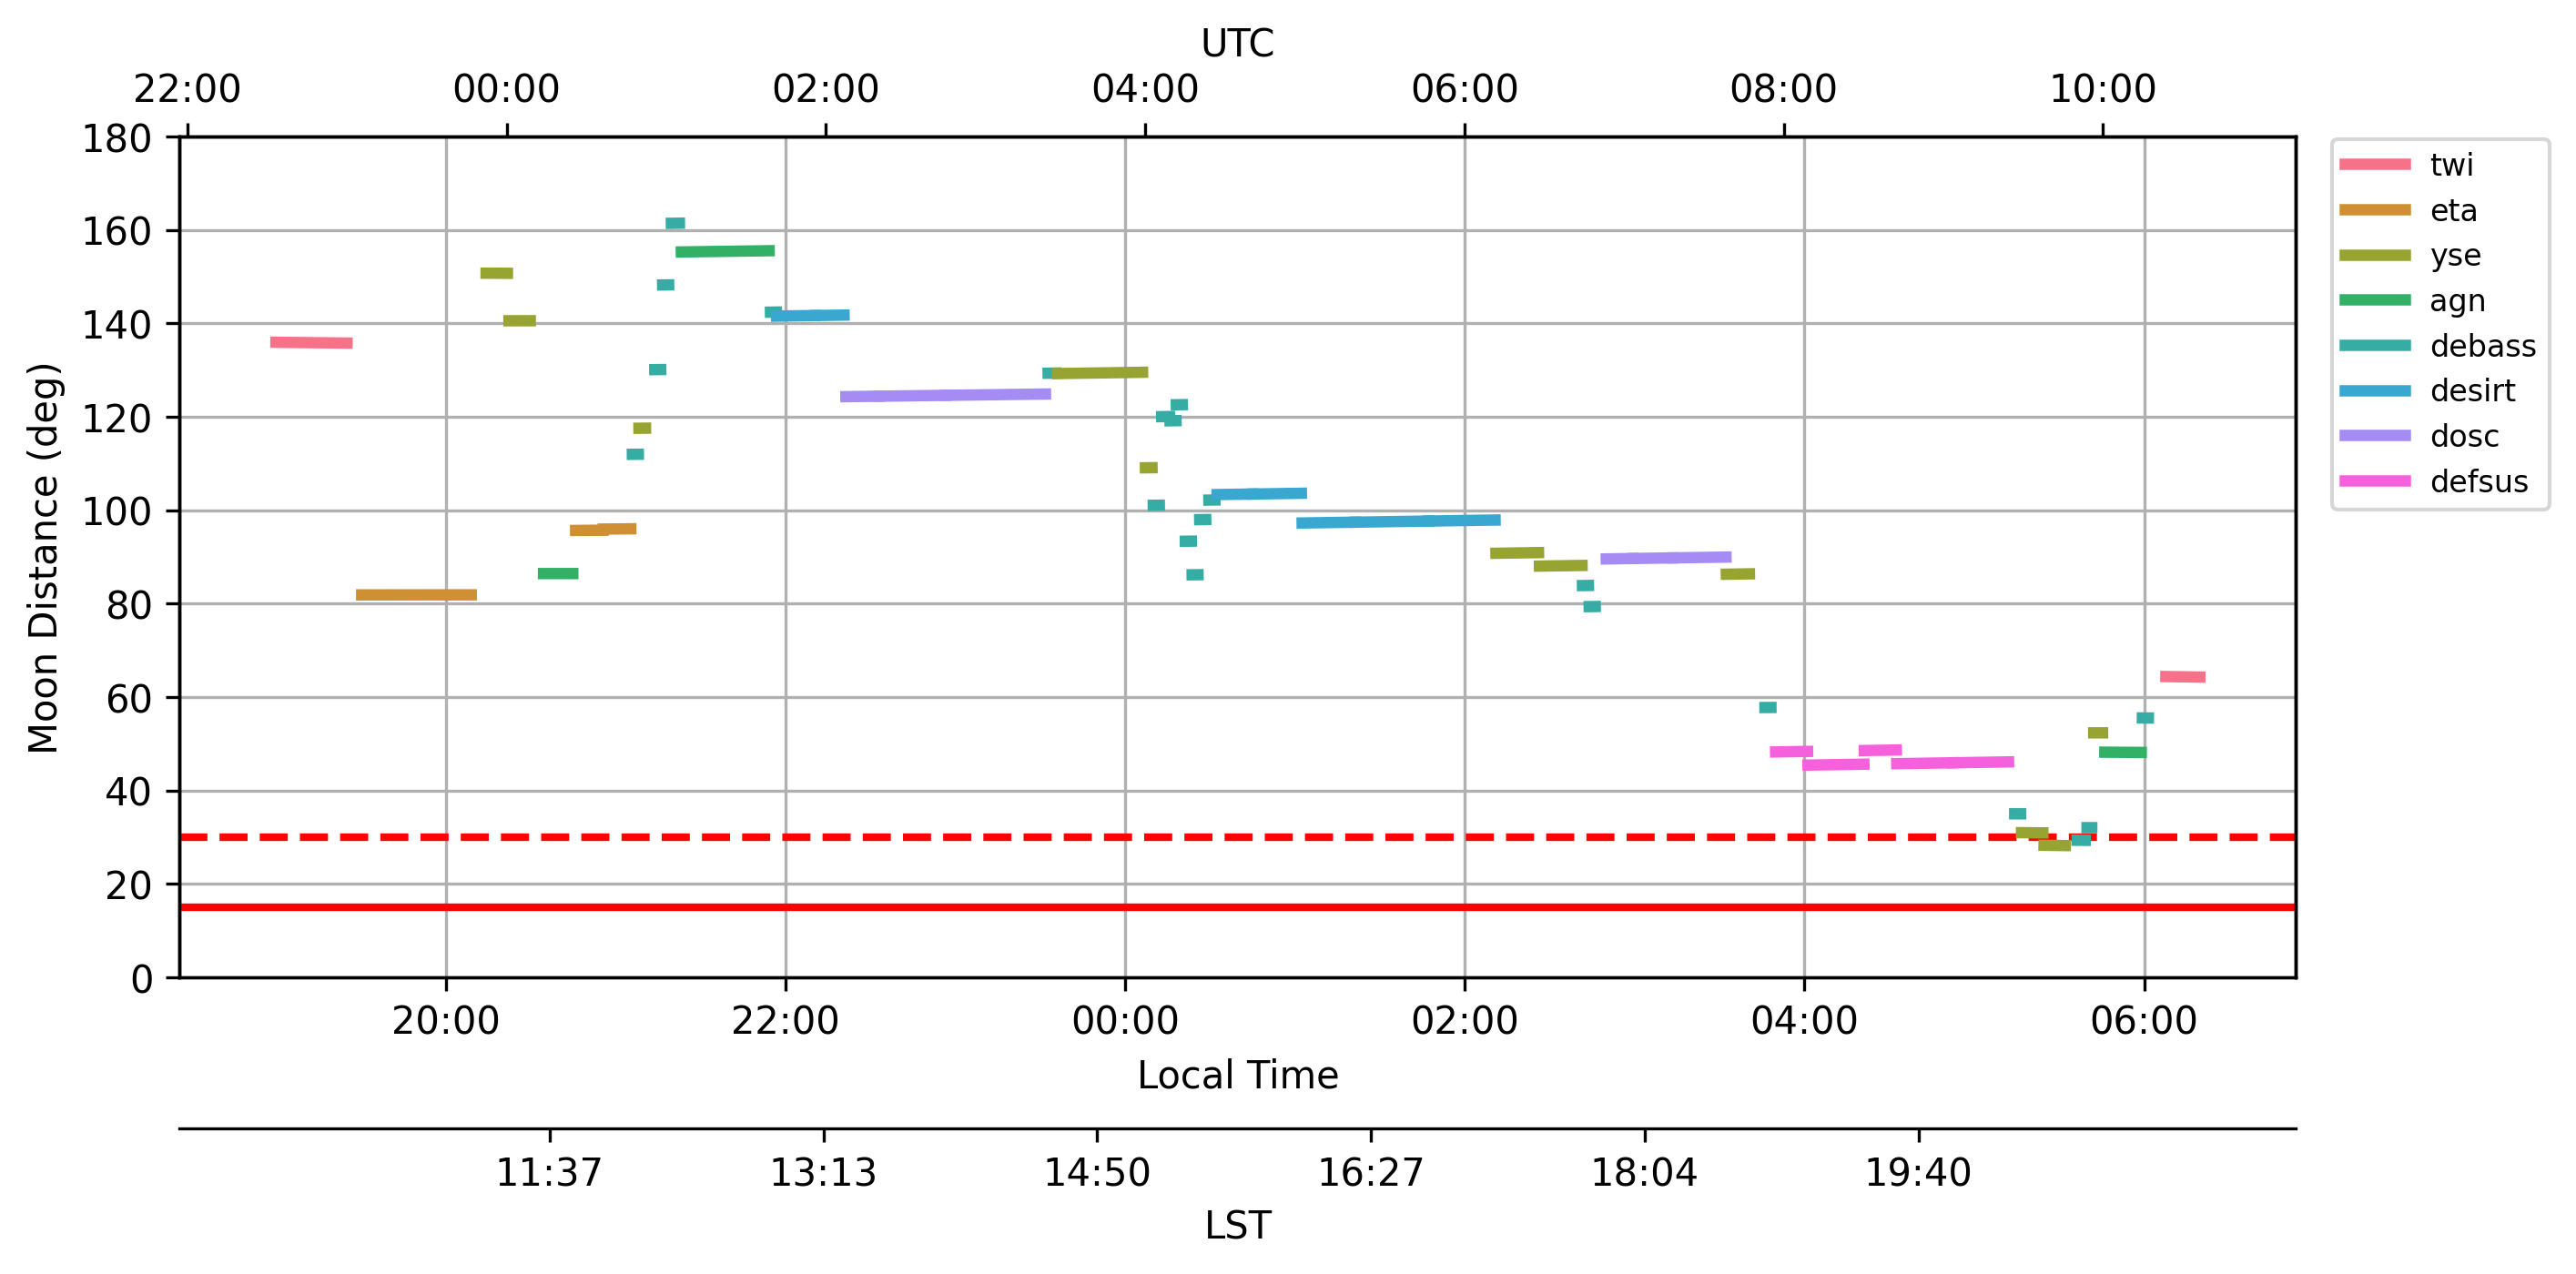 UTC
22:00 00:00 02:00 04:00 06:00 08:00 10:00
Moon Distance (deg)
180
160
140
120
100
80
60
40
20
0
twi
eta
yse
agn
debass
desirt
dosc
defsus
20:00 22:00 00:00 02:00 04:00 06:00
Local Time
11:37 13:13 14:50 16:27 18:04 19:40
LST